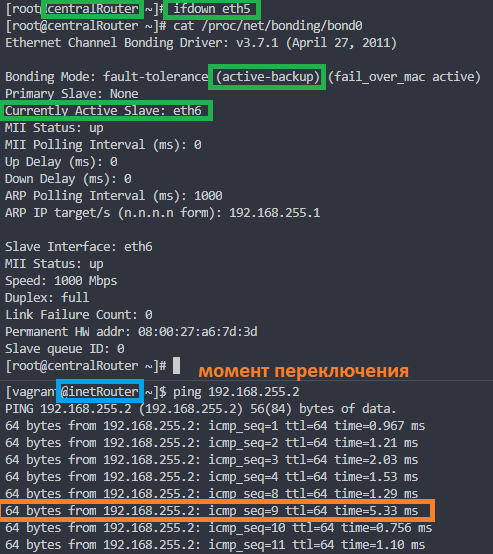 [root@centralRouter ~]# ifdown eth5
[root@centralRouter ~]# cat /proc/net/bonding/bond0
Ethernet Channel Bonding Driver: v3.7.1 (April 27, 2011)

Bonding Mode: fault-tolerance (active-backup) (fail_over_mac active)
Primary Slave: None
Currently Active Slave: eth6
MII Status: up
MII Polling Interval (ms): 0
Up Delay (ms): 0
Down Delay (ms): 0
ARP Polling Interval (ms): 1000
ARP IP target/s (n.n.n.n form): 192.168.255.1

Slave Interface: eth6
MII Status: up
Speed: 1000 Mbps
Duplex: full
Link Failure Count: 0
Permanent HW addr: 08:00:27:a6:7d:3d
Slave queue ID: 0
[root@centralRouter ~]#
момент переключения
[vagrant@inetRouter ~]$ ping 192.168.255.2
PING 192.168.255.2 (192.168.255.2) 56(84) bytes of data.
64 bytes from 192.168.255.2: icmp_seq=1 ttl=64 time=0.967 ms
64 bytes from 192.168.255.2: icmp_seq=2 ttl=64 time=1.21 ms
64 bytes from 192.168.255.2: icmp_seq=3 ttl=64 time=2.03 ms
64 bytes from 192.168.255.2: icmp_seq=4 ttl=64 time=1.53 ms
64 bytes from 192.168.255.2: icmp_seq=8 ttl=64 time=1.29 ms
64 bytes from 192.168.255.2: icmp_seq=9 ttl=64 time=5.33 ms
64 bytes from 192.168.255.2: icmp_seq=10 ttl=64 time=0.756 ms
64 bytes from 192.168.255.2: icmp_seq=11 ttl=64 time=1.10 ms